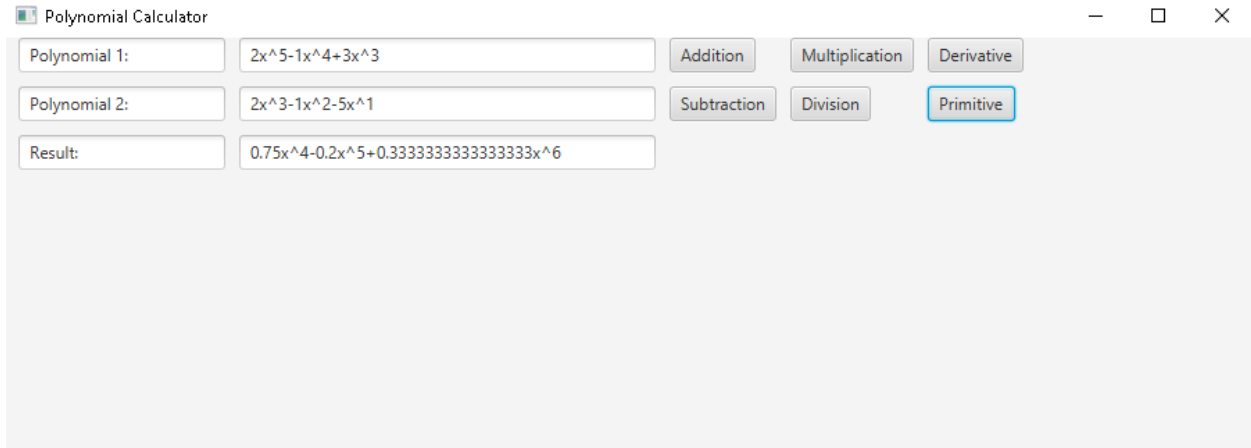 Polynomial Calculator
Polynomial 1: 2x^5-1x^4+3x^3 Addition Multiplication Derivative
Polynomial 2: 2x^3-1x^2-5x^1 Subtraction Division Primitive
Result: 0.75x^4-0.2x^5+0.3333333333333333x^6